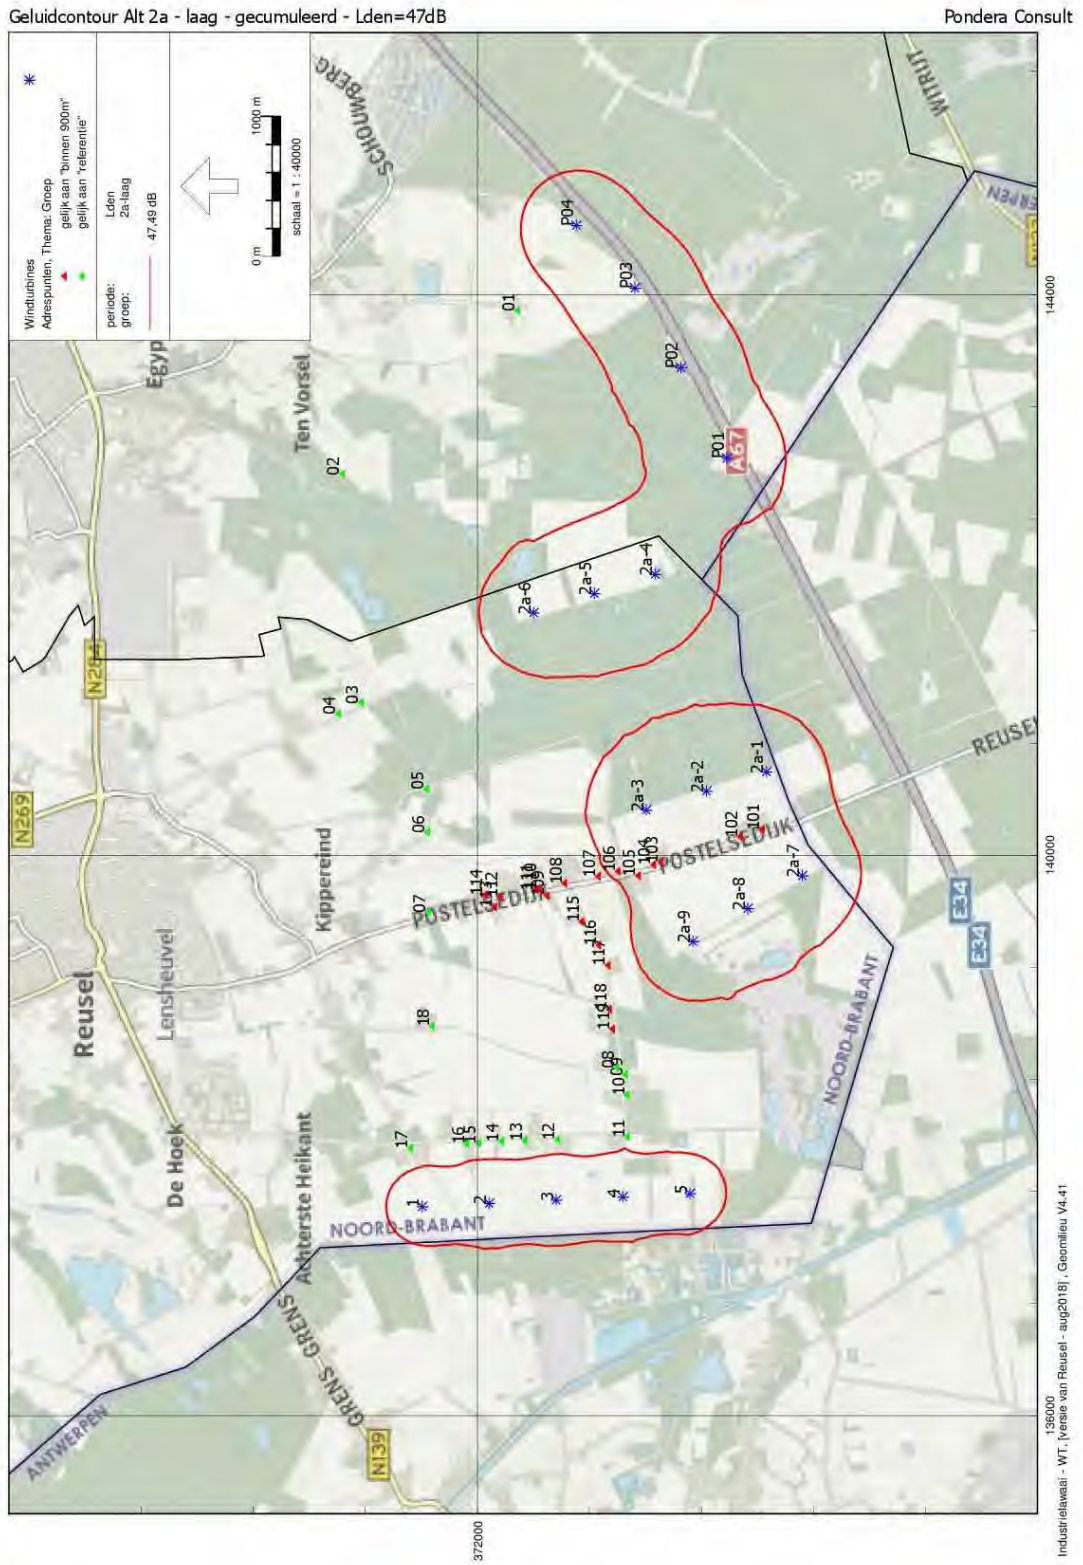 Geluidcontour Alt 2a - laag - gecumuleerd - Lden=47dB
Pondera Consult
Windturbines
Adrespunten, Thema: Groep
gelijk aan "binnen 900m"
gelijk aan "referentie"
periode: Lden
groep: 2a-laag
47,49 dB
0 m 1000 m
schaal = 1 : 40000
SCHOUWBERG
WITRIJT
Egyp
Ten Vorsel
N284
N269
Reusel
Lensheuvel
Kippereind
De Hoek
Achterste Heikant
GRENS GRENS
ANTWERPEN
N139
NOORD-BRABANT
NOORD-BRABANT
POSTELSEDIJK
POSTELSEDIJK
REUSEL
ERPEN
A67
E34
E34
P04
P03
P02
P01
2a-6
2a-5
2a-4
2a-3
2a-2
2a-1
2a-7
2a-8
2a-9
1
2
3
4
5
01
02
03
04
05
06
07
18
17
16
15
14
13
12
11
10
09
08
119
118
117
116
115
114
112
108
107
106
105
104
103
102
101
144000
140000
136000
372000
Industrielawaai - WT, [versie van Reusel - aug2018] , Geomilieu V4.41